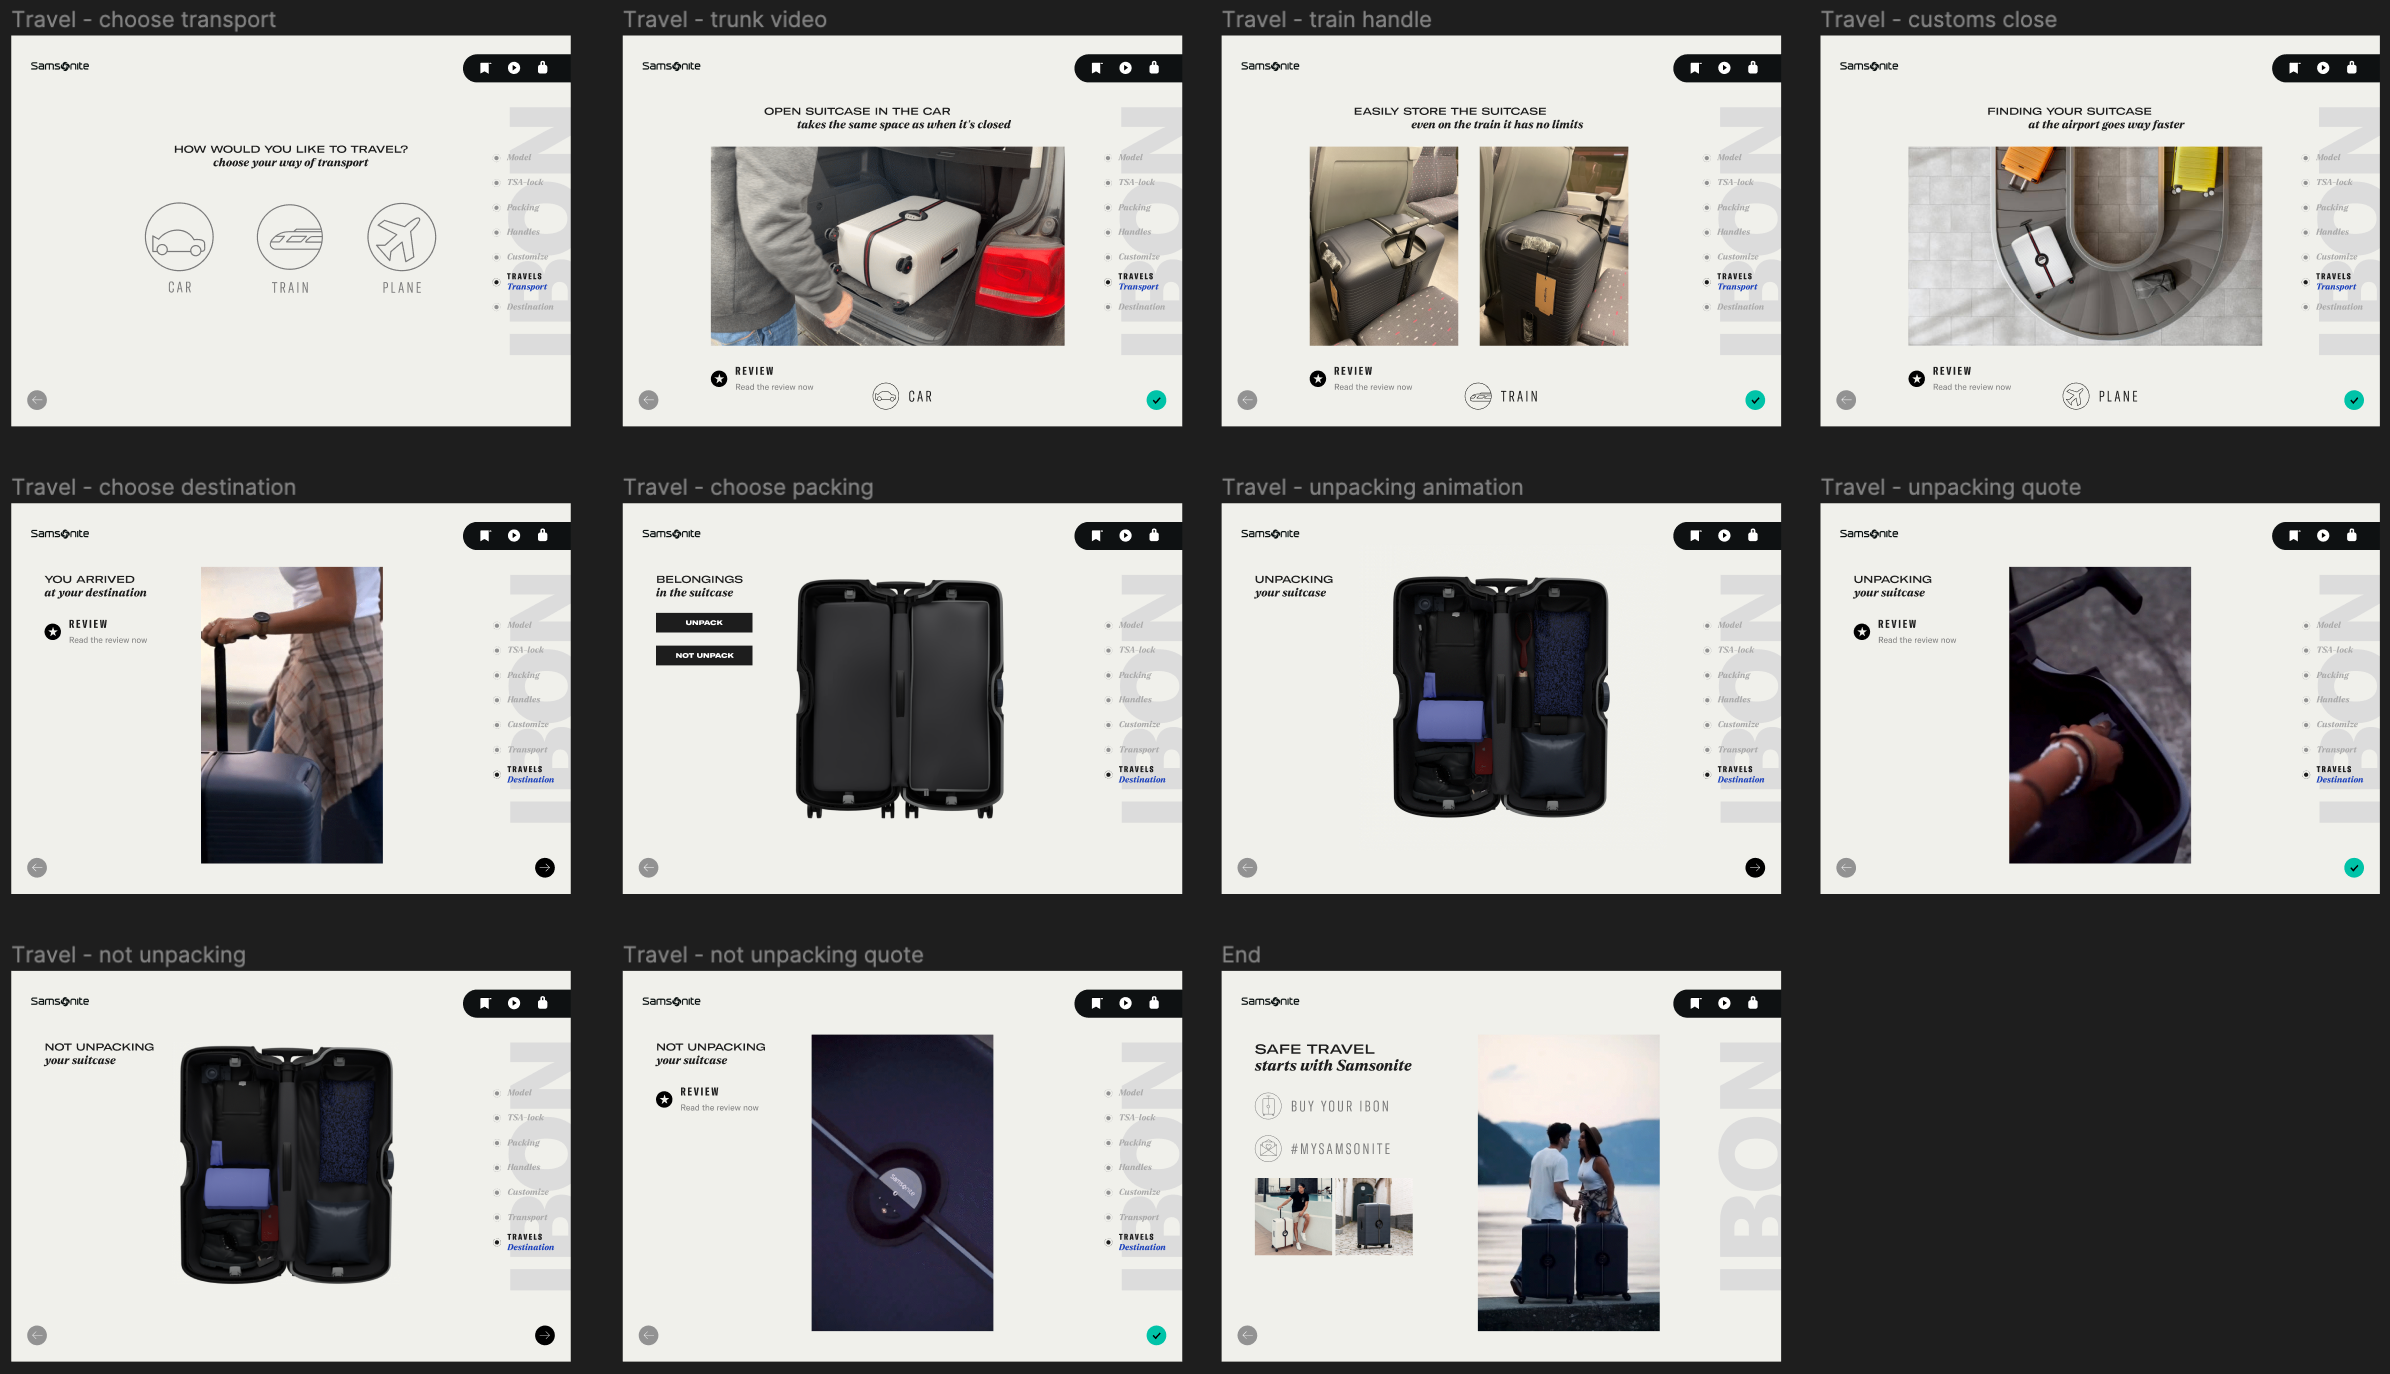 Travel - choose transport
Samsonite
HOW WOULD YOU LIKE TO TRAVEL?
choose your way of transport
CAR
TRAIN
PLANE
IBON
Model
TSA-lock
Packing
Handles
Customize
TRAVELS
Transport
Destination
Travel - trunk video
Samsonite
OPEN SUITCASE IN THE CAR
takes the same space as when it's closed
REVIEW
Read the review now
CAR
IBON
Model
TSA-lock
Packing
Handles
Customize
TRAVELS
Transport
Destination
Travel - train handle
Samsonite
EASILY STORE THE SUITCASE
even on the train it has no limits
REVIEW
Read the review now
TRAIN
IBON
Model
TSA-lock
Packing
Handles
Customize
TRAVELS
Transport
Destination
Travel - customs close
Samsonite
FINDING YOUR SUITCASE
at the airport goes way faster
REVIEW
Read the review now
PLANE
IBON
Model
TSA-lock
Packing
Handles
Customize
TRAVELS
Transport
Destination
Travel - choose destination
Samsonite
YOU ARRIVED
at your destination
REVIEW
Read the review now
IBON
Model
TSA-lock
Packing
Handles
Customize
Transport
TRAVELS
Destination
Travel - choose packing
Samsonite
BELONGINGS
in the suitcase
UNPACK
NOT UNPACK
IBON
Model
TSA-lock
Packing
Handles
Customize
Transport
TRAVELS
Destination
Travel - unpacking animation
Samsonite
UNPACKING
your suitcase
IBON
Model
TSA-lock
Packing
Handles
Customize
Transport
TRAVELS
Destination
Travel - unpacking quote
Samsonite
UNPACKING
your suitcase
REVIEW
Read the review now
IBON
Model
TSA-lock
Packing
Handles
Customize
Transport
TRAVELS
Destination
Travel - not unpacking
Samsonite
NOT UNPACKING
your suitcase
IBON
Model
TSA-lock
Packing
Handles
Customize
Transport
TRAVELS
Destination
Travel - not unpacking quote
Samsonite
NOT UNPACKING
your suitcase
REVIEW
Read the review now
Samsonite
IBON
Model
TSA-lock
Packing
Handles
Customize
Transport
TRAVELS
Destination
End
Samsonite
SAFE TRAVEL
starts with Samsonite
BUY YOUR IBON
#MYSAMSONITE
IBON